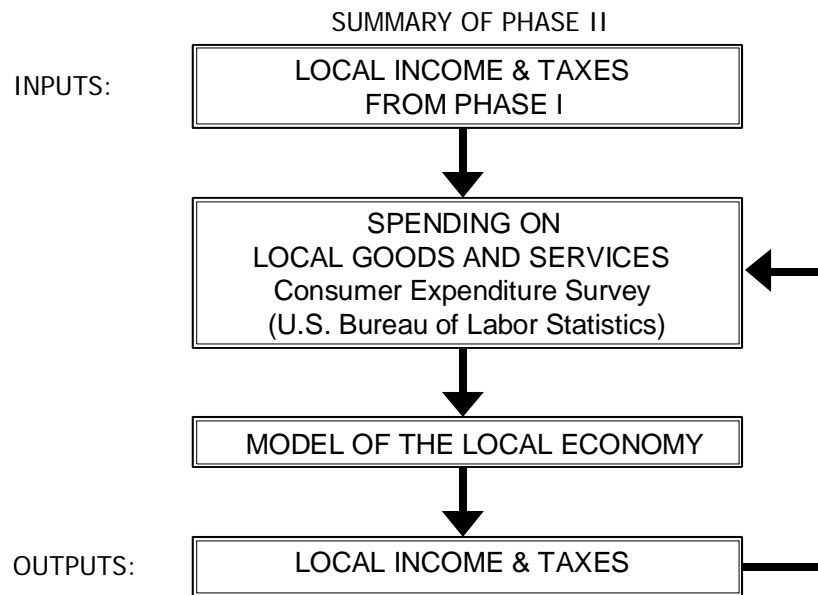 SUMMARY OF PHASE II
INPUTS:
LOCAL INCOME & TAXES
FROM PHASE I
SPENDING ON
LOCAL GOODS AND SERVICES
Consumer Expenditure Survey
(U.S. Bureau of Labor Statistics)
MODEL OF THE LOCAL ECONOMY
OUTPUTS:
LOCAL INCOME & TAXES